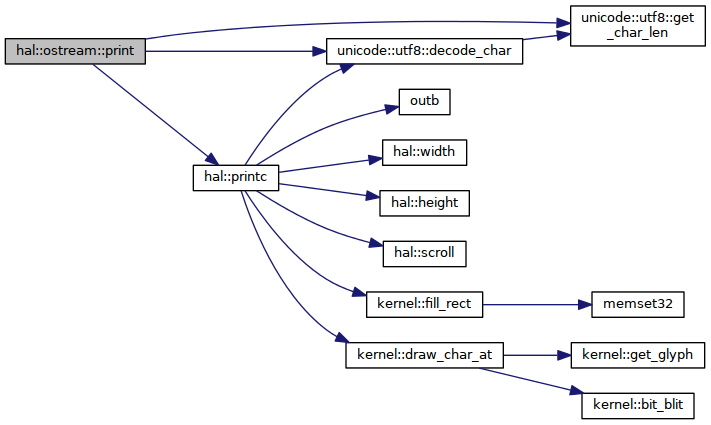 hal::ostream::print
unicode::utf8::decode_char
unicode::utf8::get
_char_len
outb
hal::width
hal::printc
hal::height
hal::scroll
kernel::fill_rect
memset32
kernel::draw_char_at
kernel::get_glyph
kernel::bit_blit